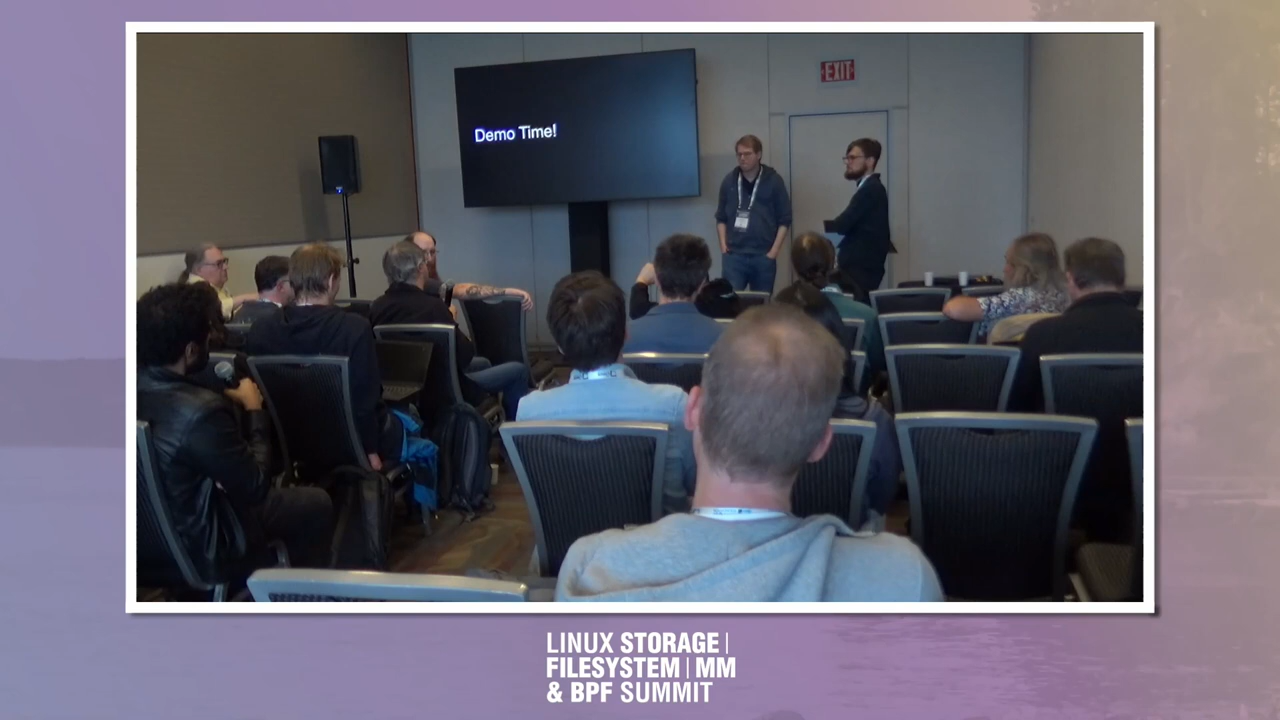 Demo Time!
EXIT
LINUX STORAGE |
FILESYSTEM | MM
& BPF SUMMIT